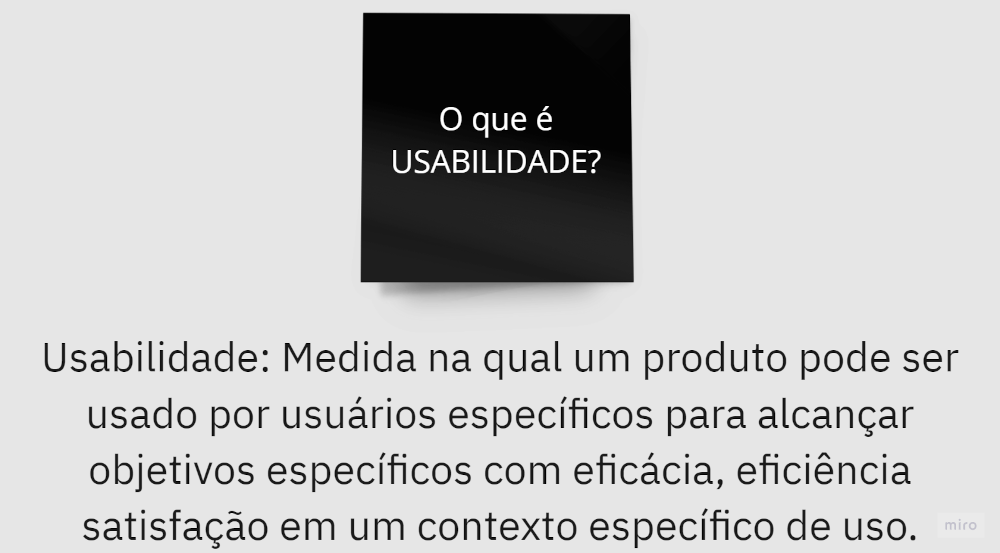 O que é
USABILIDADE?
Usabilidade: Medida na qual um produto pode ser
usado por usuários específicos para alcançar
objetivos específicos com eficácia, eficiência
satisfação em um contexto específico de uso.
miro